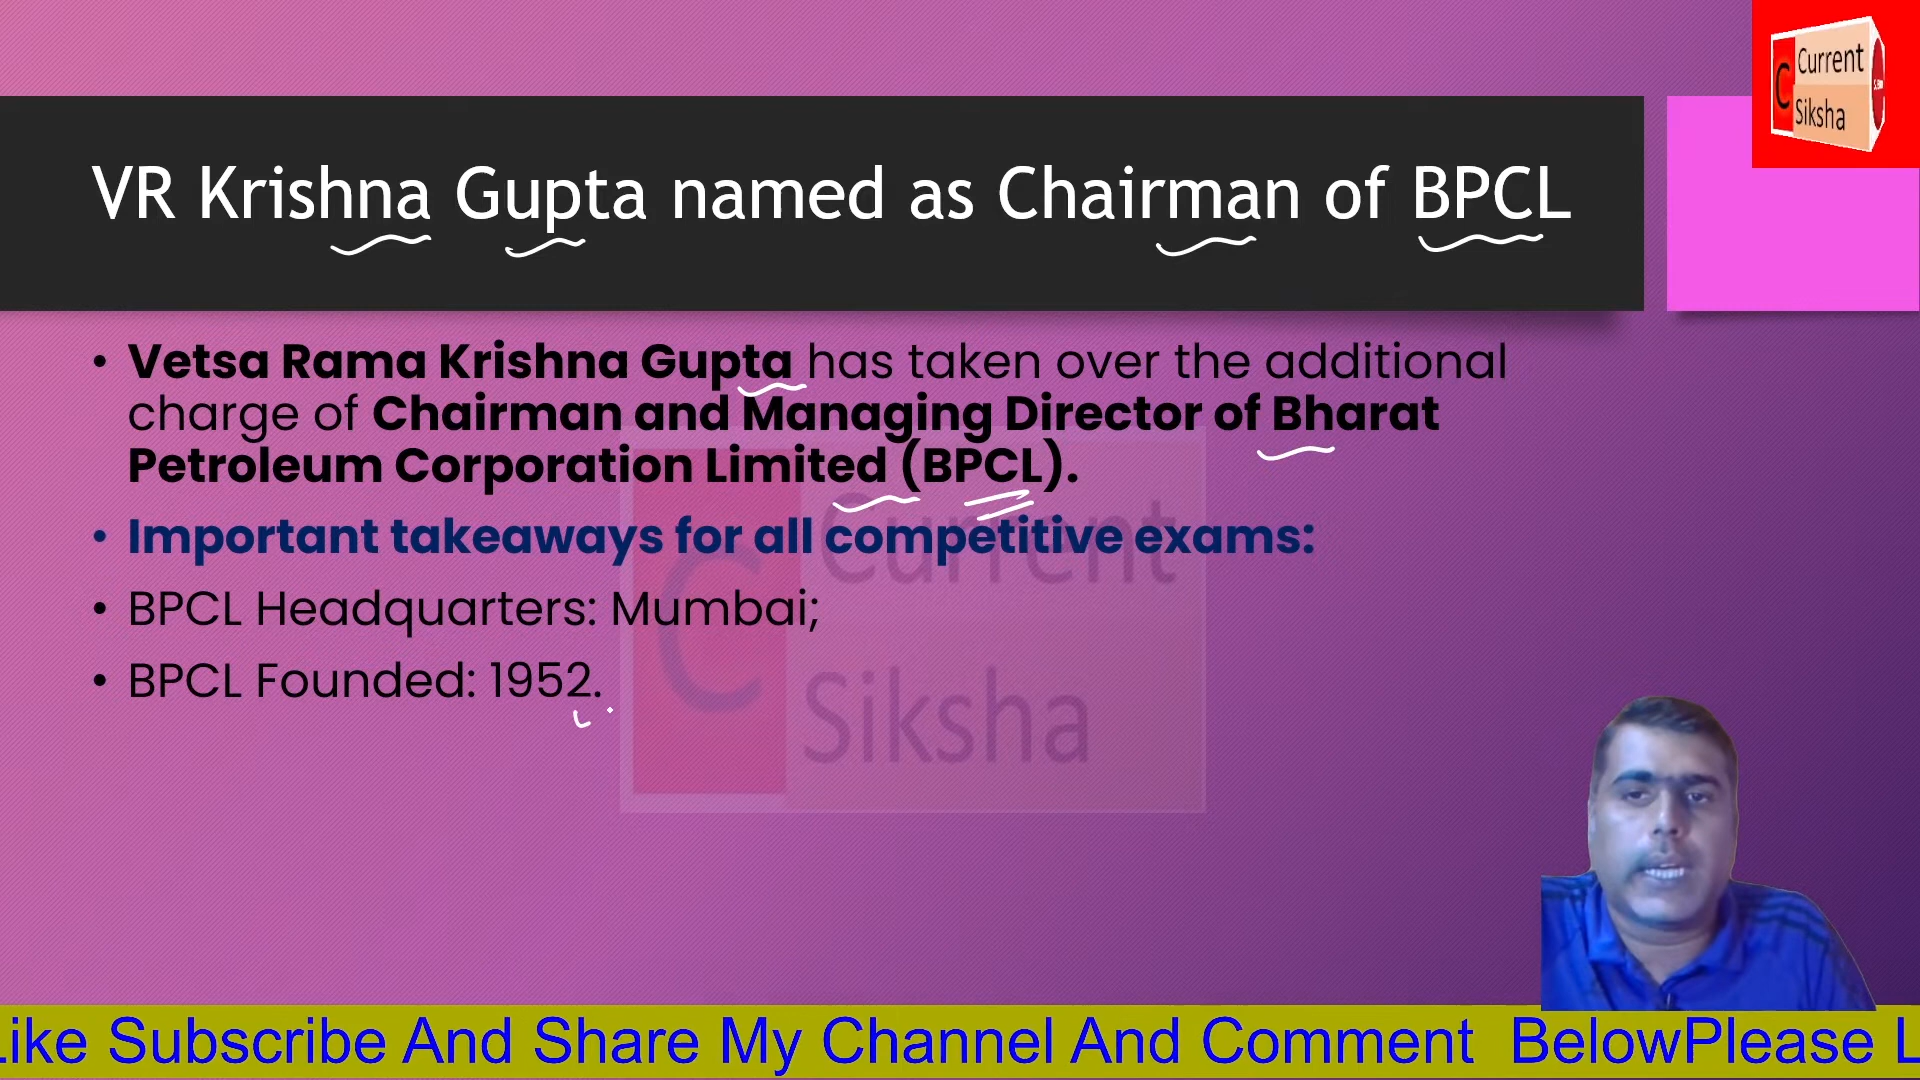 C Current
Siksha
VR Krishna Gupta named as Chairman of BPCL
• Vetsa Rama Krishna Gupta has taken over the additional
charge of Chairman and Managing Director of Bharat
Petroleum Corporation Limited (BPCL).
• Important takeaways for all competitive exams:
• BPCL Headquarters: Mumbai;
• BPCL Founded: 1952.
C Current
Siksha
Like Subscribe And Share My Channel And Comment BelowPlease L